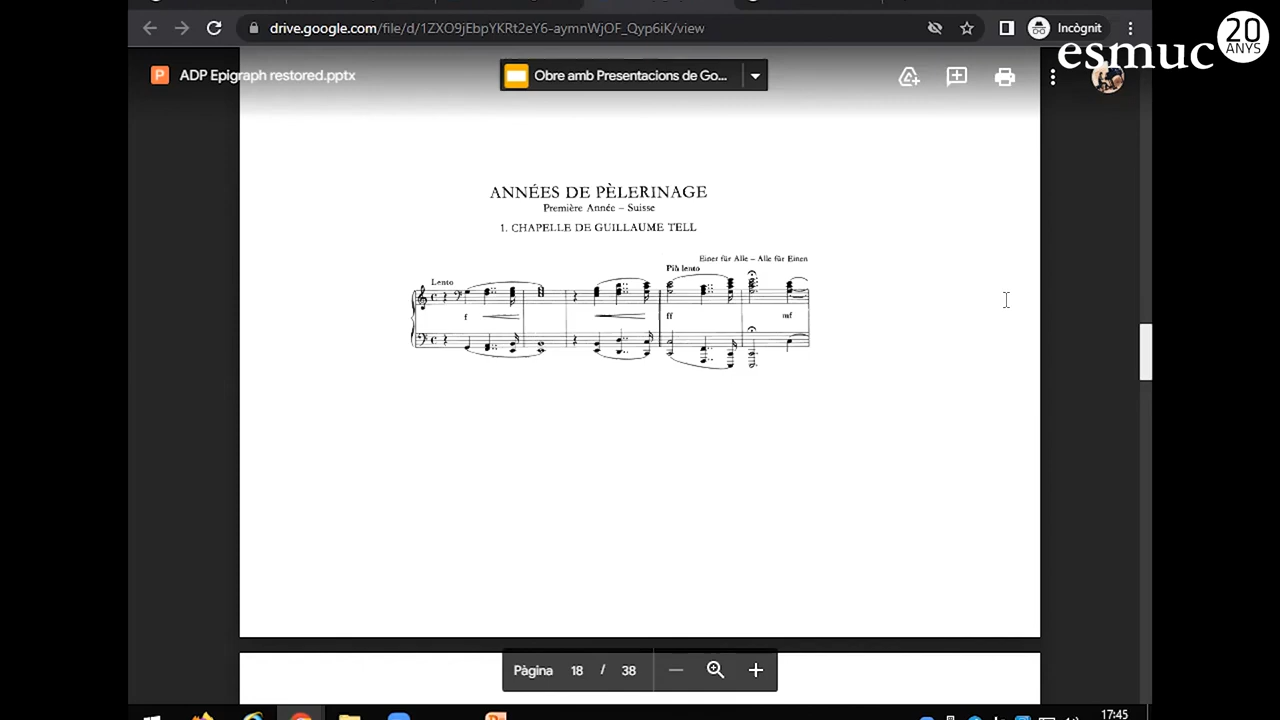 drive.google.com/file/d/1ZXO9jEbpYKRt2eY6-aymnWjOF_Qyp6iK/view
Incògnit
esmuc
20
ANYS
P
ADP Epigraph restored.pptx
Obre amb Presentacions de Go...
ANNÉES DE PÈLERINAGE
Première Année – Suisse
1. CHAPELLE DE GUILLAUME TELL
Einer für Alle – Alle für Einen
Più lento
Lento
f
ff
mf
Pàgina 18 / 38
17:45